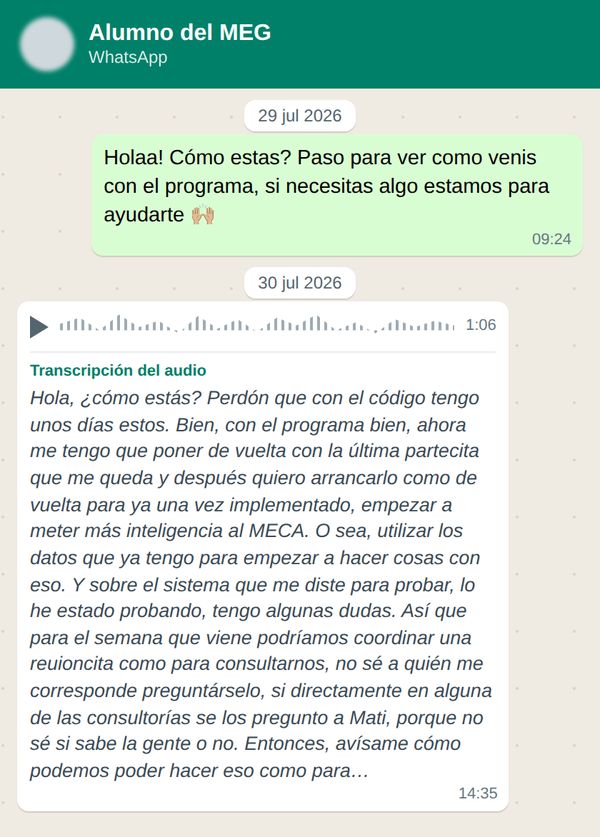 Alumno del MEG
WhatsApp
29 jul 2026
Holaa! Cómo estas? Paso para ver como venis
con el programa, si necesitas algo estamos para
ayudarte 🙌🏼
09:24
30 jul 2026
1:06
Transcripción del audio
Hola, ¿cómo estás? Perdón que con el código tengo
unos días estos. Bien, con el programa bien, ahora
me tengo que poner de vuelta con la última partecita
que me queda y después quiero arrancarlo como de
vuelta para ya una vez implementado, empezar a
meter más inteligencia al MECA. O sea, utilizar los
datos que ya tengo para empezar a hacer cosas con
eso. Y sobre el sistema que me diste para probar, lo
he estado probando, tengo algunas dudas. Así que
para el semana que viene podríamos coordinar una
reuioncita como para consultarnos, no sé a quién me
corresponde preguntárselo, si directamente en alguna
de las consultorías se los pregunto a Mati, porque no
sé si sabe la gente o no. Entonces, avísame cómo
podemos poder hacer eso como para…
14:35